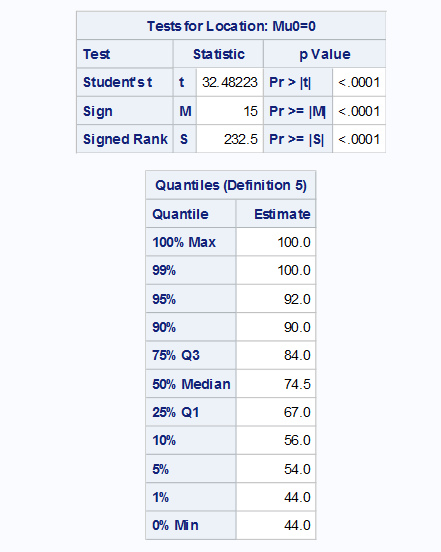 Tests for Location: Mu0=0
Test Statistic p Value
Student's t t 32.48223 Pr > |t| <.0001
Sign M 15 Pr >= |M| <.0001
Signed Rank S 232.5 Pr >= |S| <.0001
Quantiles (Definition 5)
Quantile Estimate
100% Max 100.0
99% 100.0
95% 92.0
90% 90.0
75% Q3 84.0
50% Median 74.5
25% Q1 67.0
10% 56.0
5% 54.0
1% 44.0
0% Min 44.0